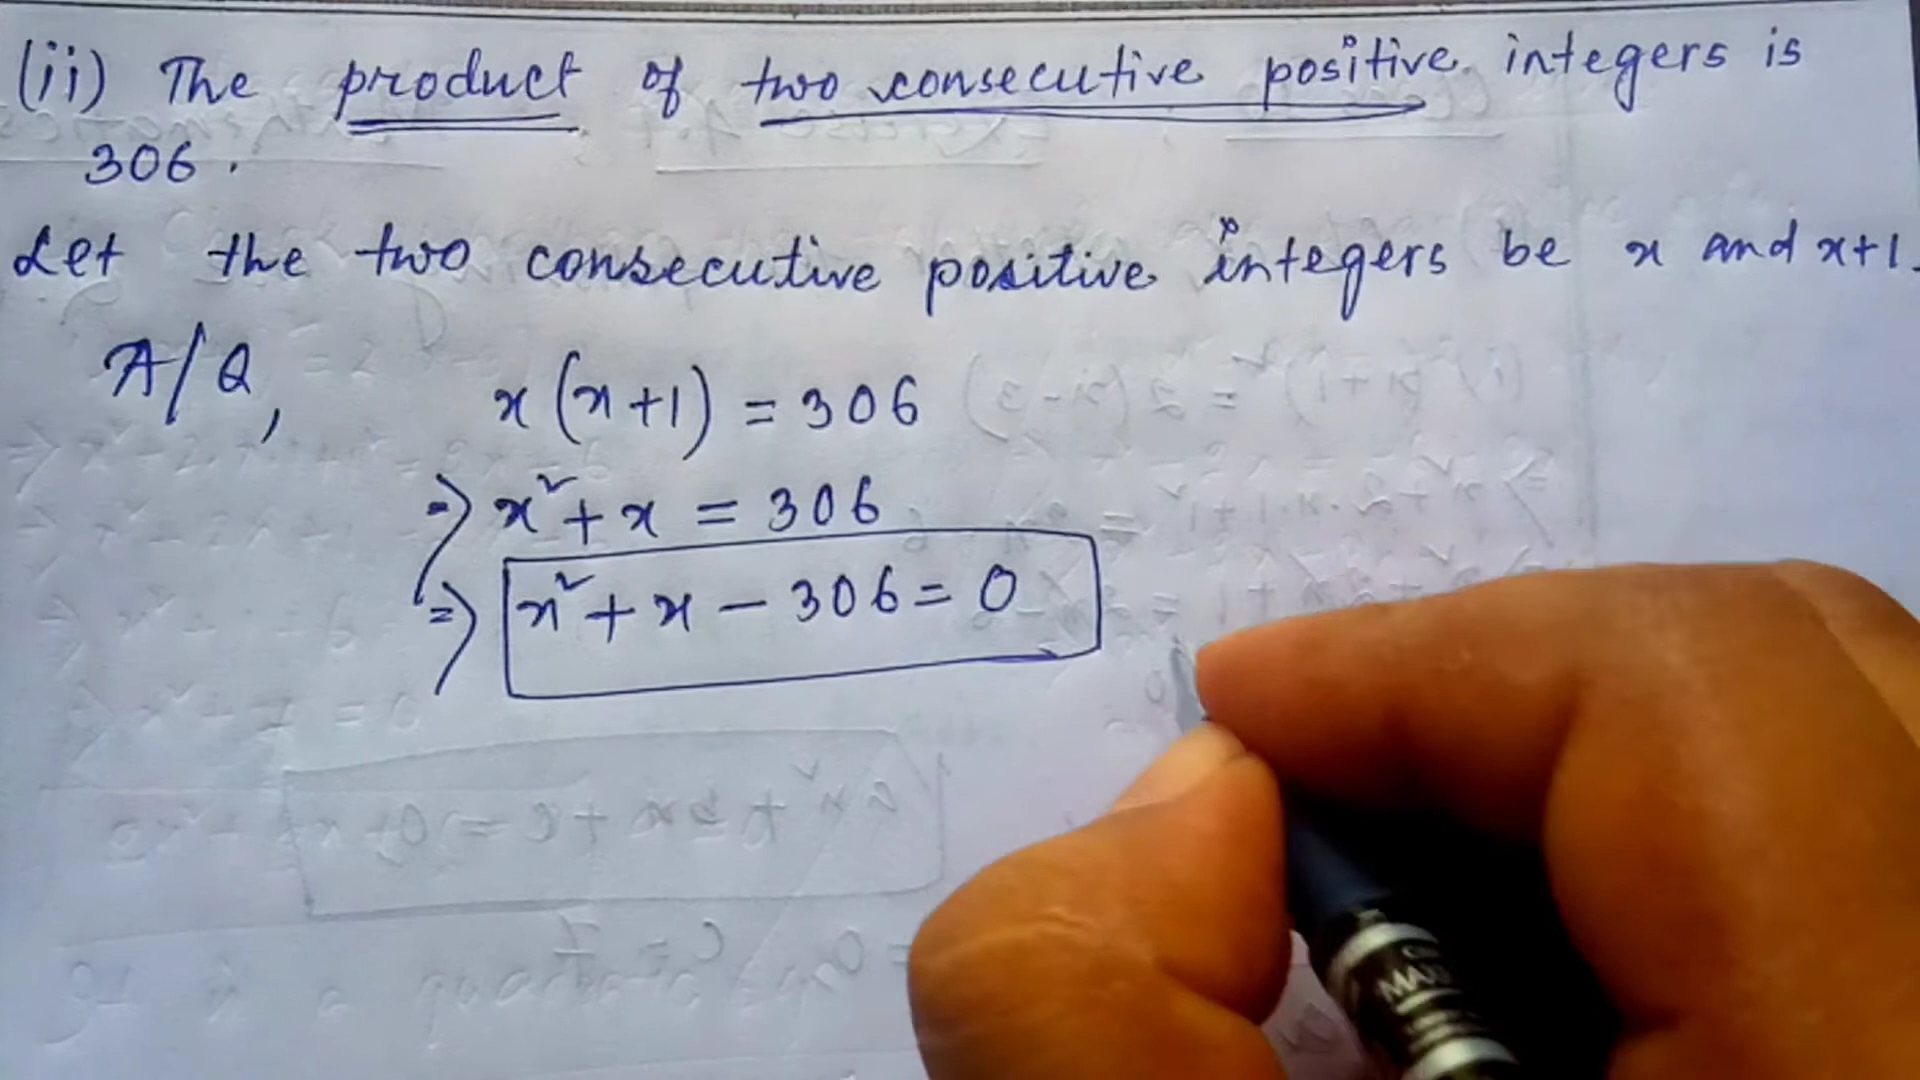 (ii) The product of two consecutive positive integers is
306.
Let the two consecutive positive integers be x and x+1.
A/Q, x(x+1) = 306
⇒ x²+x = 306
⇒ x²+x-306=0